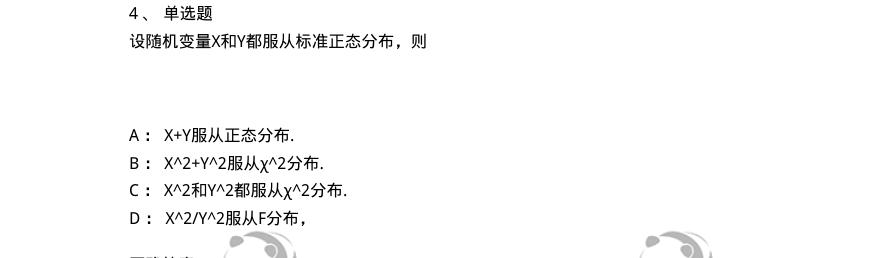 4 、 单选题
设随机变量X和Y都服从标准正态分布，则
A ： X+Y服从正态分布.
B ： X^2+Y^2服从χ^2分布.
C ： X^2和Y^2都服从χ^2分布.
D ： X^2/Y^2服从F分布，